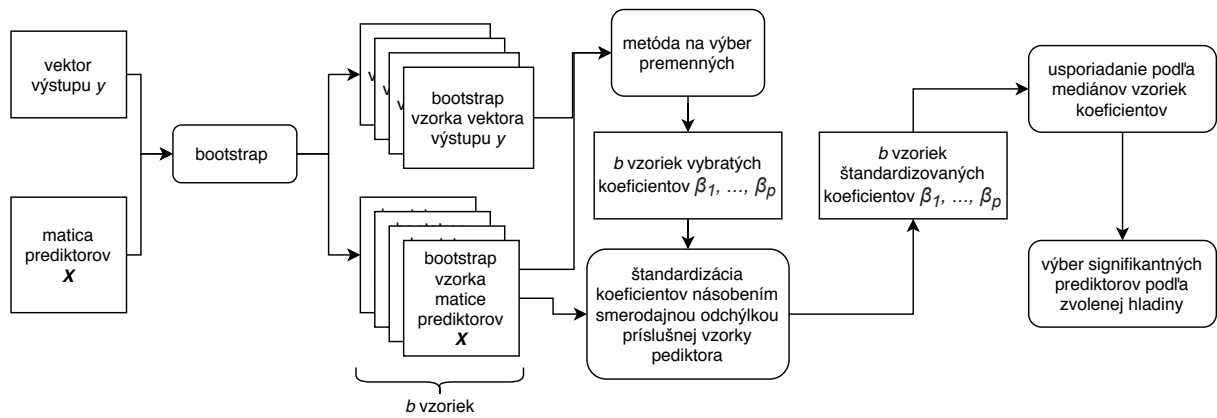 vektor
výstupu y
matica
prediktorov
X
bootstrap
v
v
v
bootstrap
vzorka vektora
výstupu y
bootstrap
vzorka
matice
prediktorov
X
b vzoriek
metóda na výber
premenných
b vzoriek vybratých
koeficientov β1, ..., βp
štandardizácia
koeficientov násobením
smerodajnou odchýlkou
príslušnej vzorky
pediktora
b vzoriek
štandardizovaných
koeficientov β1, ..., βp
usporiadanie podľa
mediánov vzoriek
koeficientov
výber signifikantných
prediktorov podľa
zvolenej hladiny